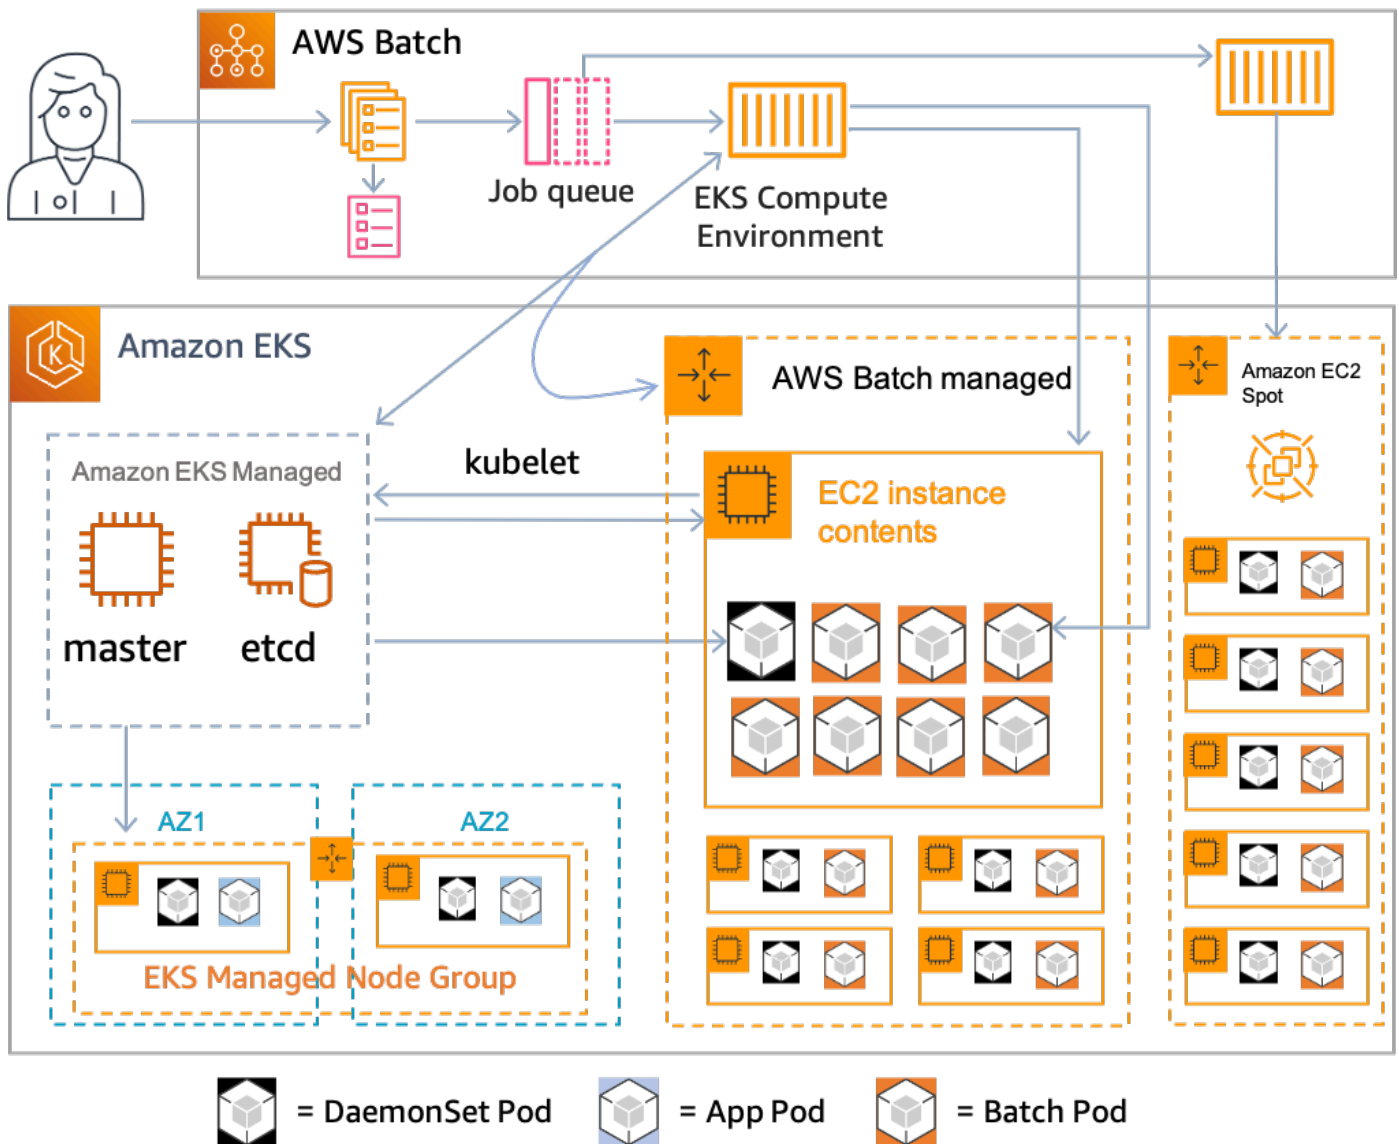 AWS Batch
Job queue
EKS Compute
Environment
Amazon EKS
K
AWS Batch managed
Amazon EC2
Spot
Amazon EKS Managed
kubelet
EC2 instance
contents
master
etcd
AZ1
AZ2
EKS Managed Node Group
= DaemonSet Pod
= App Pod
= Batch Pod